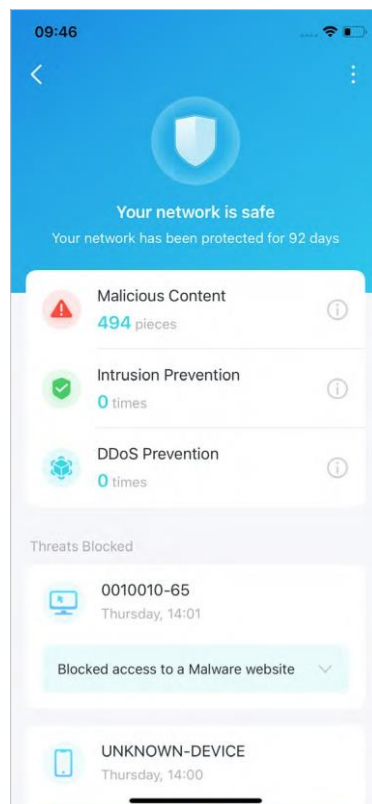 09:46
Your network is safe
Your network has been protected for 92 days
Malicious Content
494 pieces
Intrusion Prevention
0 times
DDoS Prevention
0 times
Threats Blocked
0010010-65
Thursday, 14:01
Blocked access to a Malware website
UNKNOWN-DEVICE
Thursday, 14:00